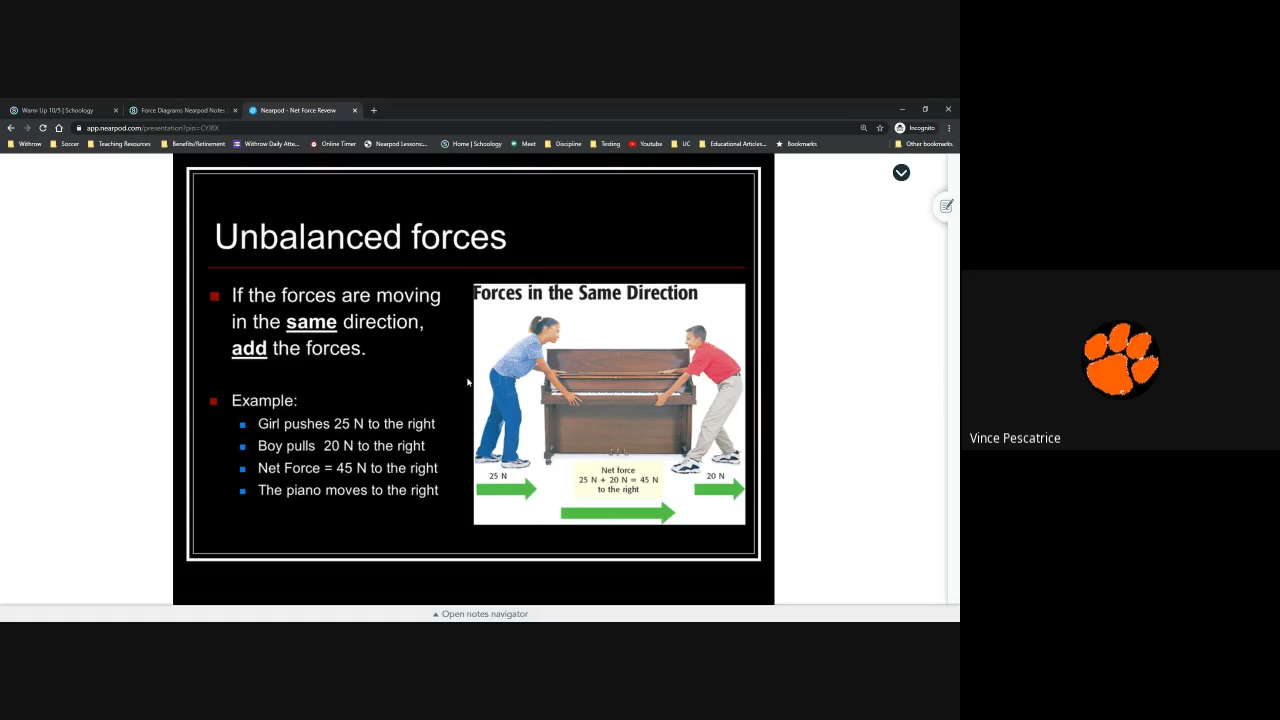 Warm Up 10/5 | Schoology
Force Diagrams Nearpod Notes
Nearpod - Net Force Reveiw
app.nearpod.com/presentation?pin=CYJ8X
Incognito
Withrow
Soccer
Teaching Resources
Benefits/Retirement
Withrow Daily Atte...
Online Timer
Nearpod Lessons:...
Home | Schoology
Meet
Discipline
Testing
Youtube
UC
Educational Articles...
Bookmarks
Other bookmarks
Unbalanced forces
If the forces are moving
in the same direction,
add the forces.
Example:
Girl pushes 25 N to the right
Boy pulls 20 N to the right
Net Force = 45 N to the right
The piano moves to the right
Forces in the Same Direction
25 N
Net force
25 N + 20 N = 45 N
to the right
20 N
Open notes navigator
Vince Pescatrice